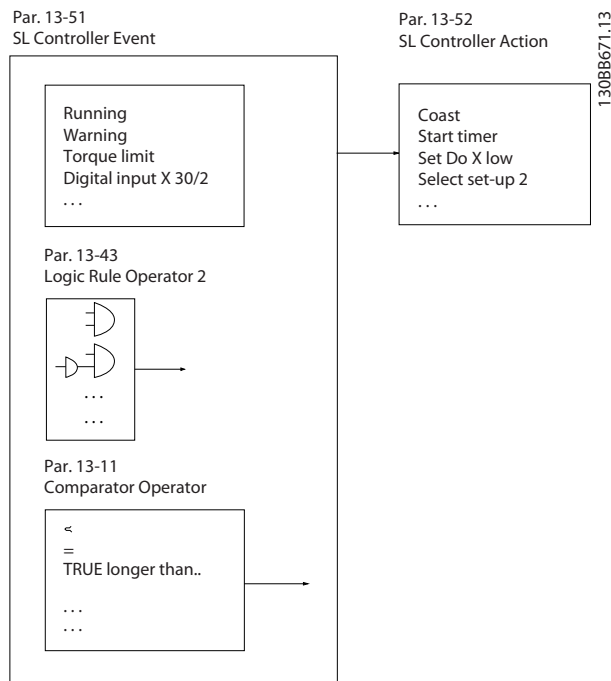 Par. 13-51
SL Controller Event
Par. 13-52
SL Controller Action
130BB671.13
Running
Warning
Torque limit
Digital input X 30/2
. . .
Coast
Start timer
Set Do X low
Select set-up 2
. . .
Par. 13-43
Logic Rule Operator 2
. . .
. . .
Par. 13-11
Comparator Operator
<
=
TRUE longer than..
. . .
. . .